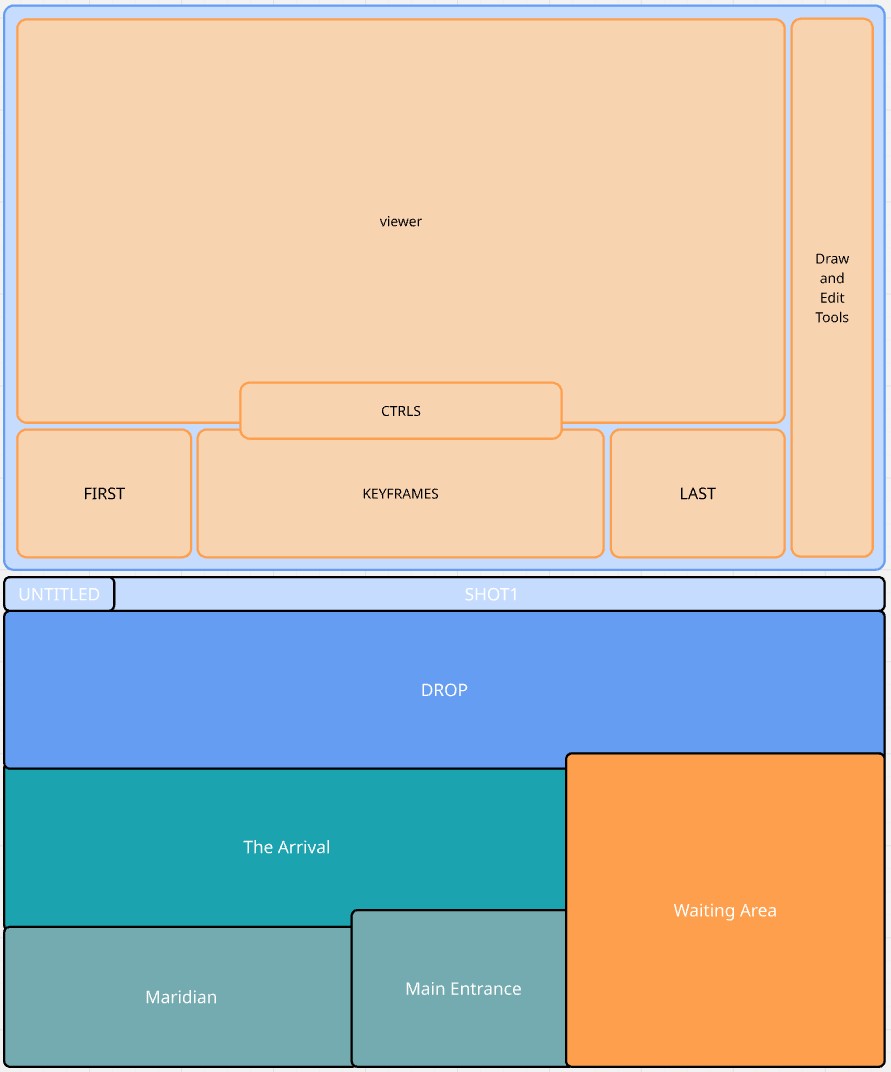 viewer
Draw
and
Edit
Tools
CTRLS
FIRST
KEYFRAMES
LAST
UNTITLED
SHOT1
DROP
The Arrival
Waiting Area
Maridian
Main Entrance